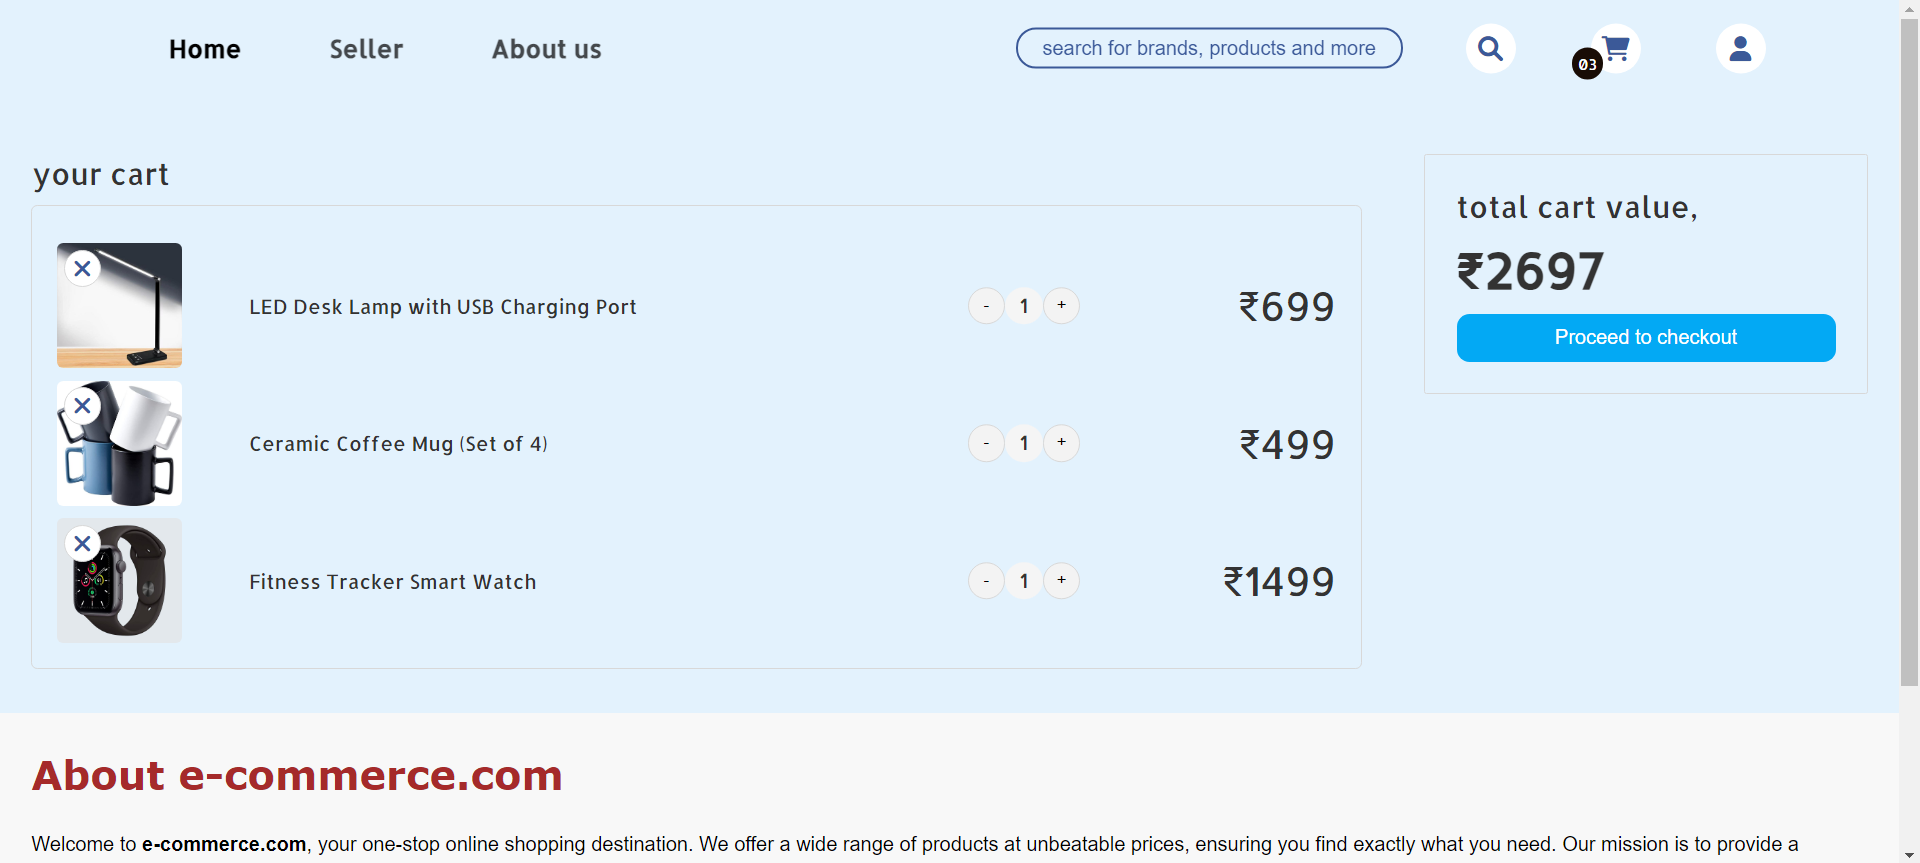 Home Seller About us search for brands, products and more 03
your cart
LED Desk Lamp with USB Charging Port - 1 + ₹699
Ceramic Coffee Mug (Set of 4) - 1 + ₹499
Fitness Tracker Smart Watch - 1 + ₹1499
total cart value,
₹2697
Proceed to checkout
About e-commerce.com
Welcome to e-commerce.com, your one-stop online shopping destination. We offer a wide range of products at unbeatable prices, ensuring you find exactly what you need. Our mission is to provide a